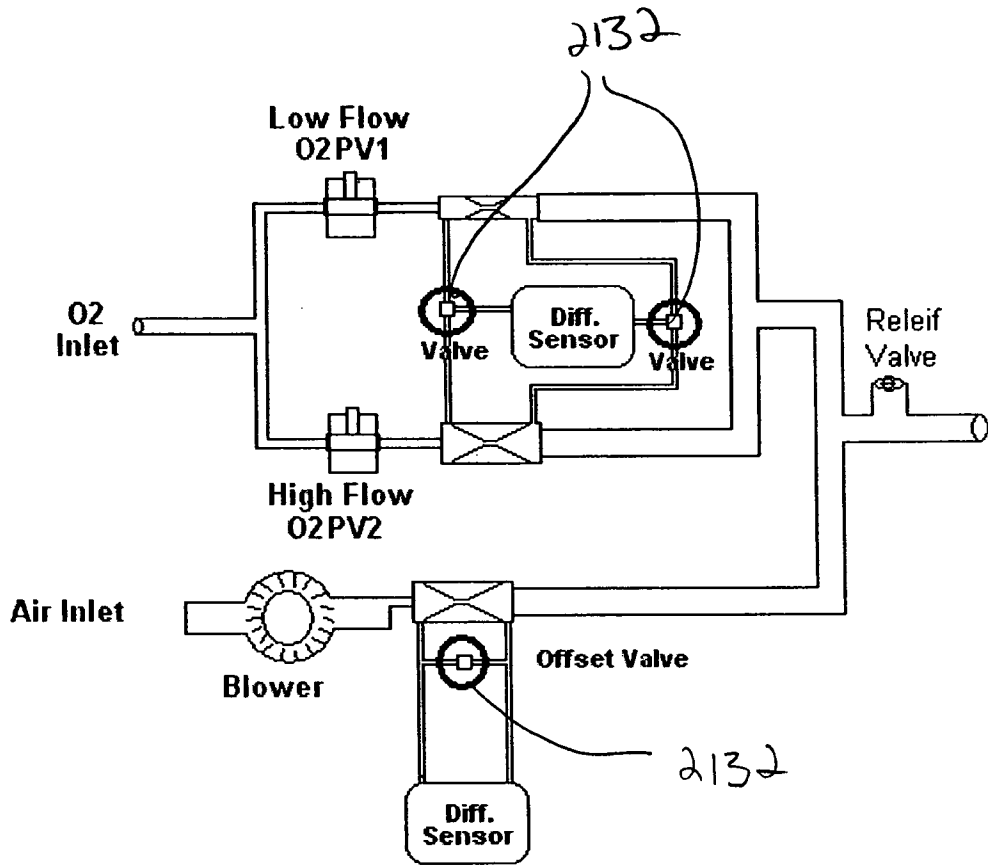 2132
Low Flow
O2PV1
O2
Inlet
Valve
Diff.
Sensor
Valve
Releif
Valve
High Flow
O2PV2
Air Inlet
Blower
Offset Valve
2132
Diff.
Sensor